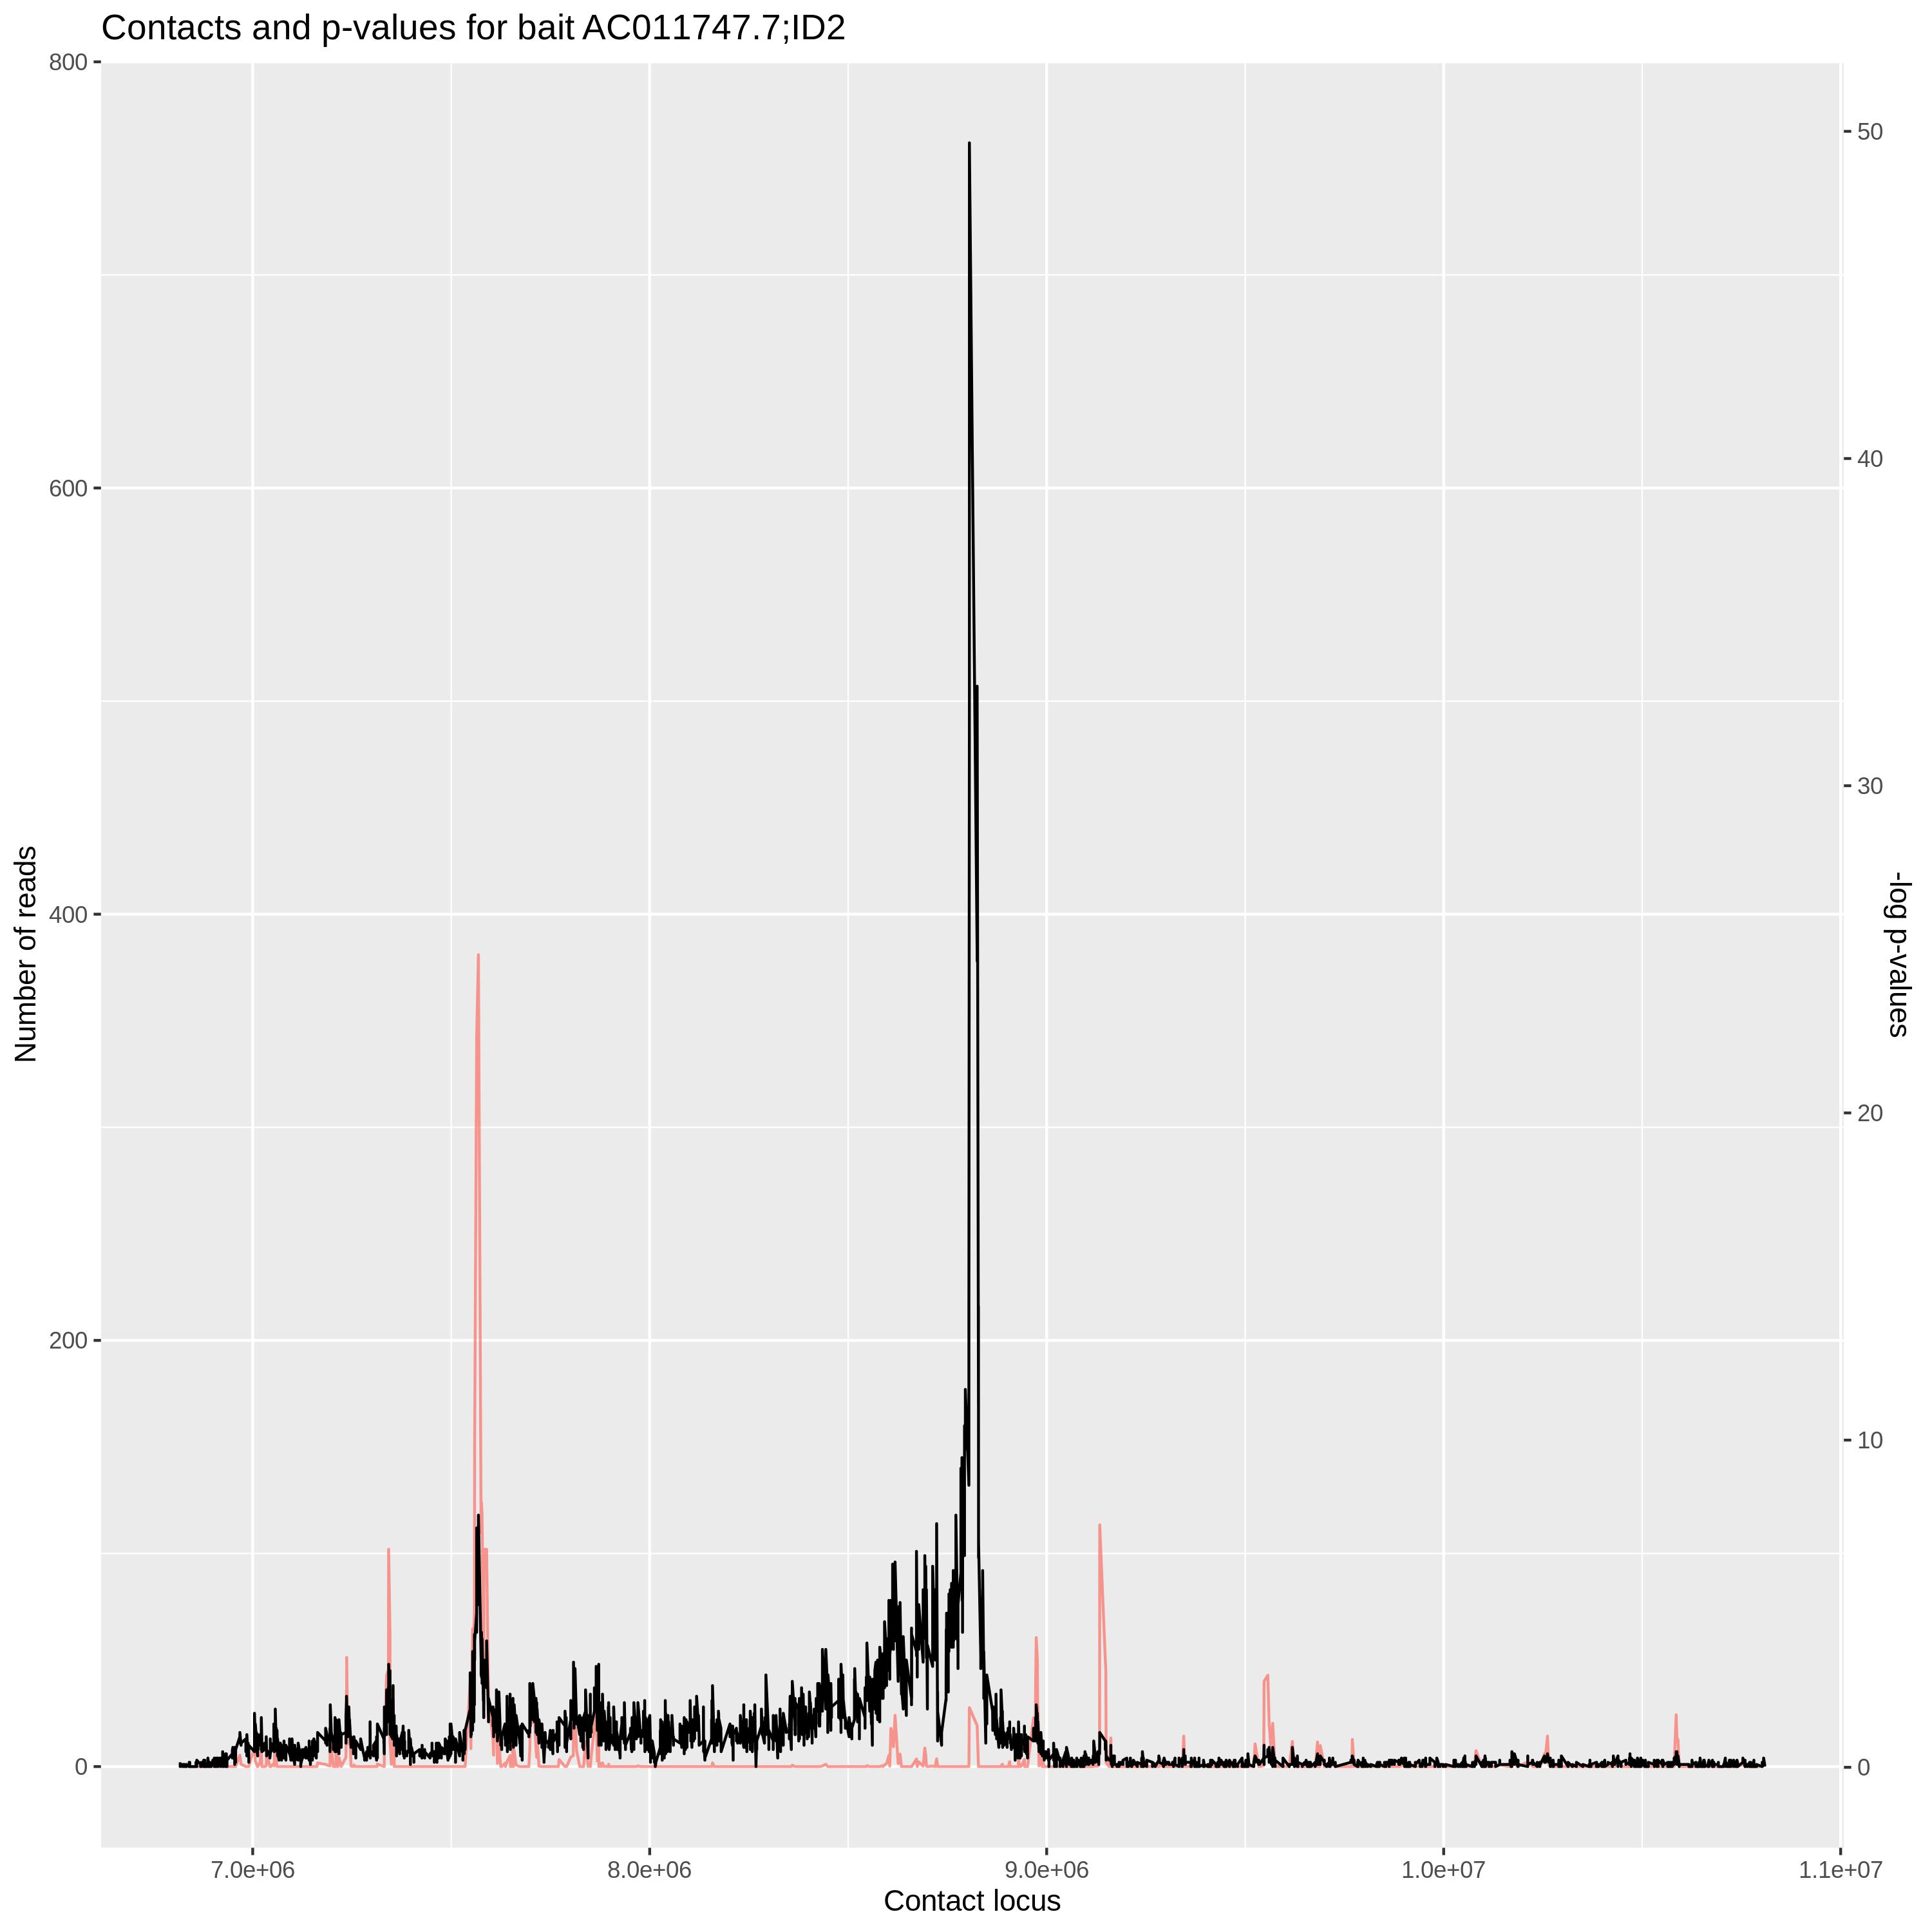 Contacts and p-values for bait AC011747.7;ID2
800
600
400
200
0
Number of reads
50
40
30
20
10
0
-log p-values
7.0e+06
8.0e+06
9.0e+06
1.0e+07
1.1e+07
Contact locus